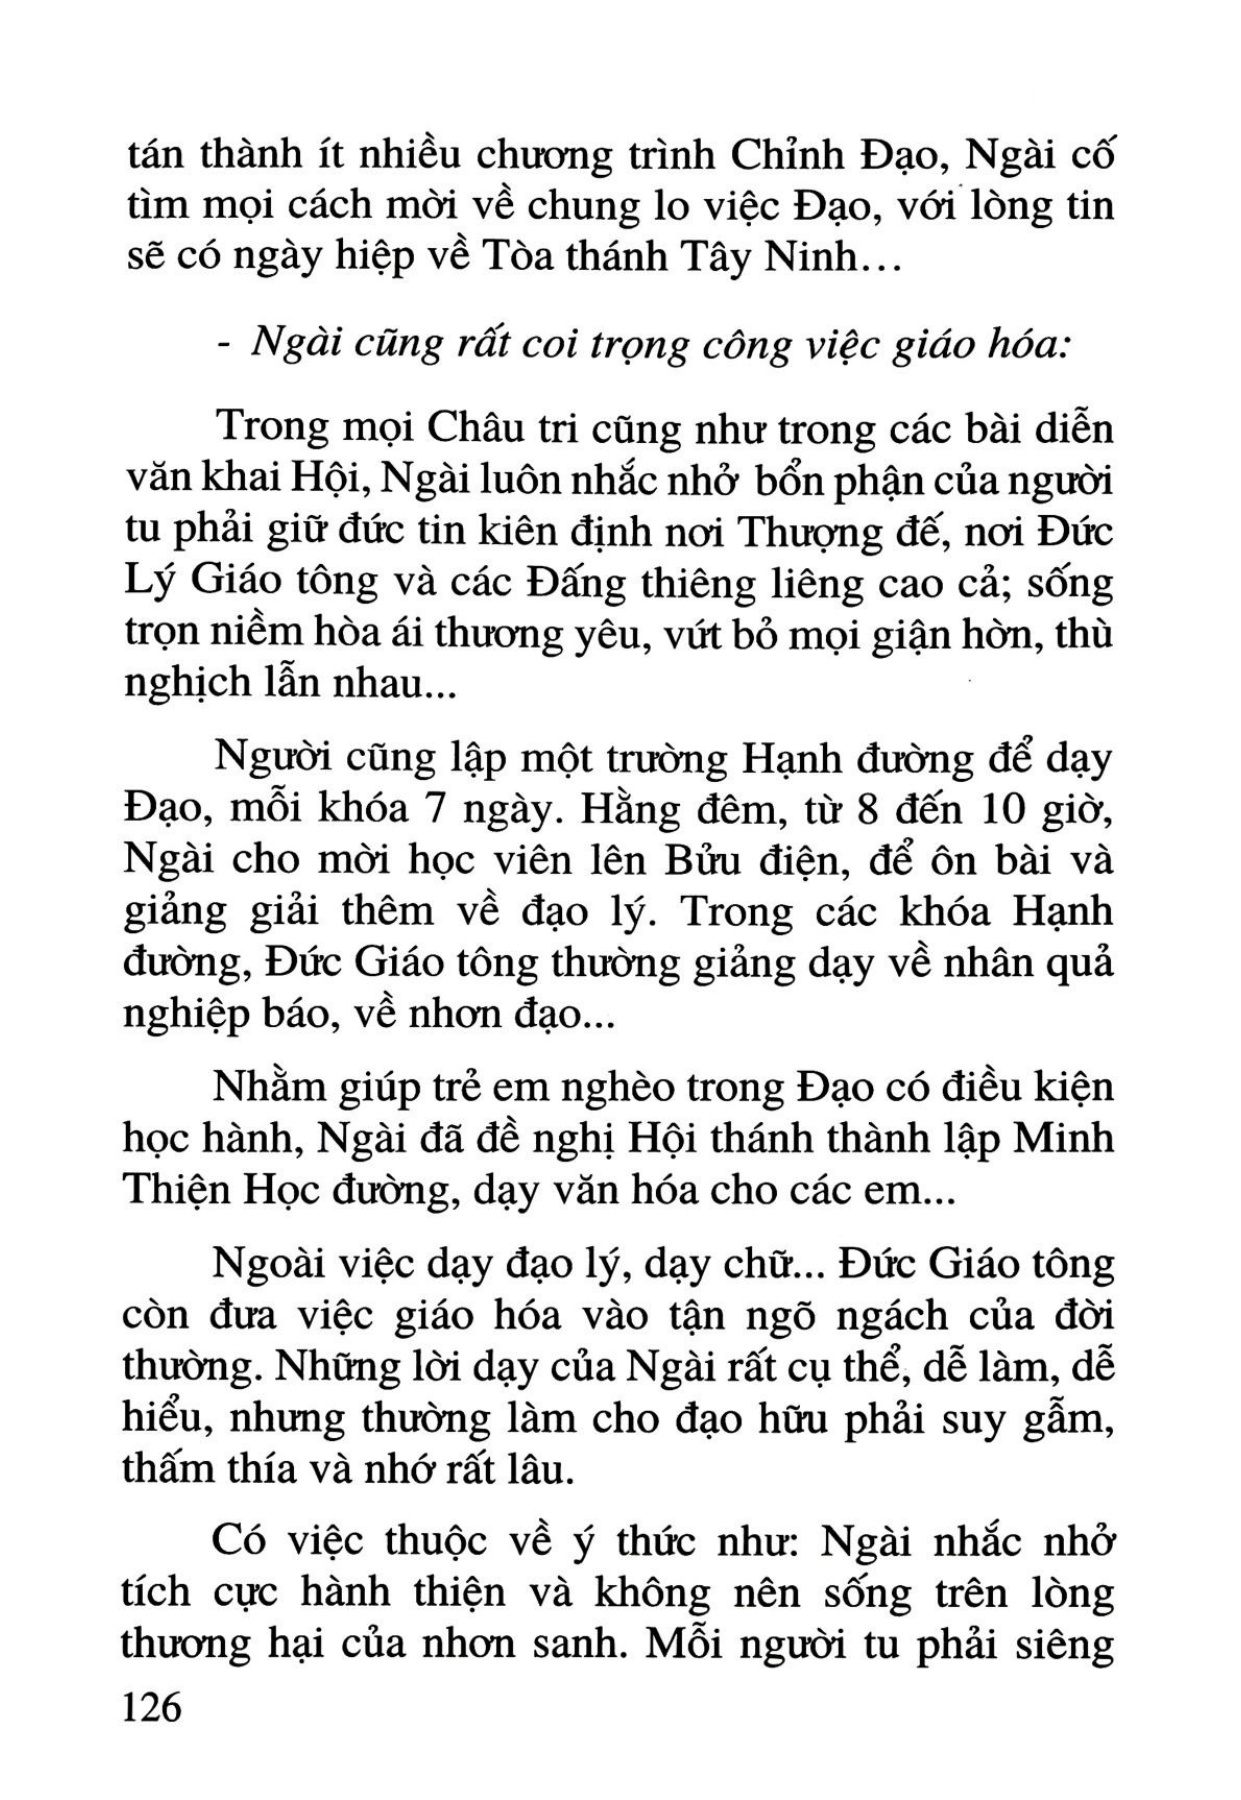 tán thành ít nhiều chương trình Chỉnh Đạo, Ngài cố
tìm mọi cách mời về chung lo việc Đạo, với lòng tin
sẽ có ngày hiệp về Tòa thánh Tây Ninh...
- Ngài cũng rất coi trọng công việc giáo hóa:
Trong mọi Châu tri cũng như trong các bài diễn
văn khai Hội, Ngài luôn nhắc nhở bổn phận của người
tu phải giữ đức tin kiên định nơi Thượng đế, nơi Đức
Lý Giáo tông và các Đấng thiêng liêng cao cả; sống
trọn niềm hòa ái thương yêu, vứt bỏ mọi giận hờn, thù
nghịch lẫn nhau...
Người cũng lập một trường Hạnh đường để dạy
Đạo, mỗi khóa 7 ngày. Hằng đêm, từ 8 đến 10 giờ,
Ngài cho mời học viên lên Bửu điện, để ôn bài và
giảng giải thêm về đạo lý. Trong các khóa Hạnh
đường, Đức Giáo tông thường giảng dạy về nhân quả
nghiệp báo, về nhơn đạo...
Nhằm giúp trẻ em nghèo trong Đạo có điều kiện
học hành, Ngài đã đề nghị Hội thánh thành lập Minh
Thiện Học đường, dạy văn hóa cho các em...
Ngoài việc dạy đạo lý, dạy chữ... Đức Giáo tông
còn đưa việc giáo hóa vào tận ngõ ngách của đời
thường. Những lời dạy của Ngài rất cụ thể, dễ làm, dễ
hiểu, nhưng thường làm cho đạo hữu phải suy gẫm,
thấm thía và nhớ rất lâu.
Có việc thuộc về ý thức như: Ngài nhắc nhở
tích cực hành thiện và không nên sống trên lòng
thương hại của nhơn sanh. Mỗi người tu phải siêng
126